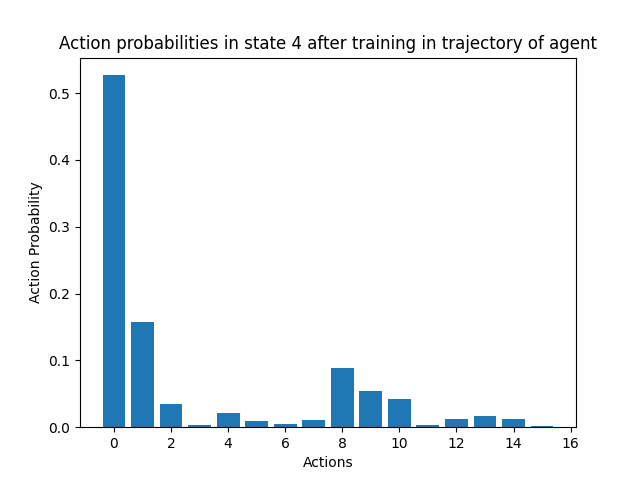 Action probabilities in state 4 after training in trajectory of agent
0.5
0.4
0.3
0.2
0.1
0.0
Action Probability
0 2 4 6 8 10 12 14 16
Actions